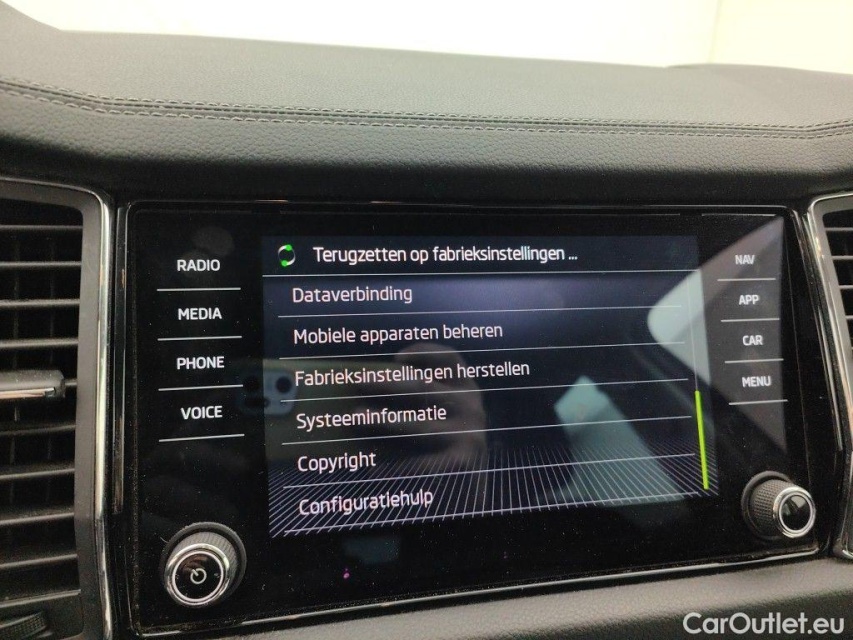 Terugzetten op fabrieksinstellingen ...
RADIO
MEDIA
PHONE
VOICE
Dataverbinding
Mobiele apparaten beheren
Fabrieksinstellingen herstellen
Systeeminformatie
Copyright
Configuratiehulp
NAV
APP
CAR
MENU
CarOutlet.eu